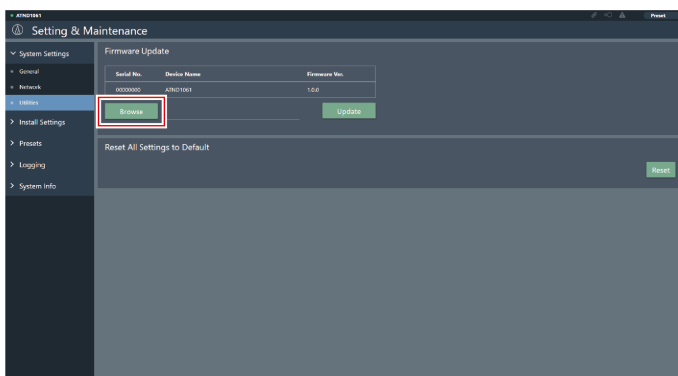 ATND1061
Preset
Setting & Maintenance
System Settings
General
Network
Utilities
Install Settings
Presets
Logging
System Info
Firmware Update
Serial No. Device Name Firmware Ver.
00000000 ATND1061 1.0.0
Browse Update
Reset All Settings to Default
Reset